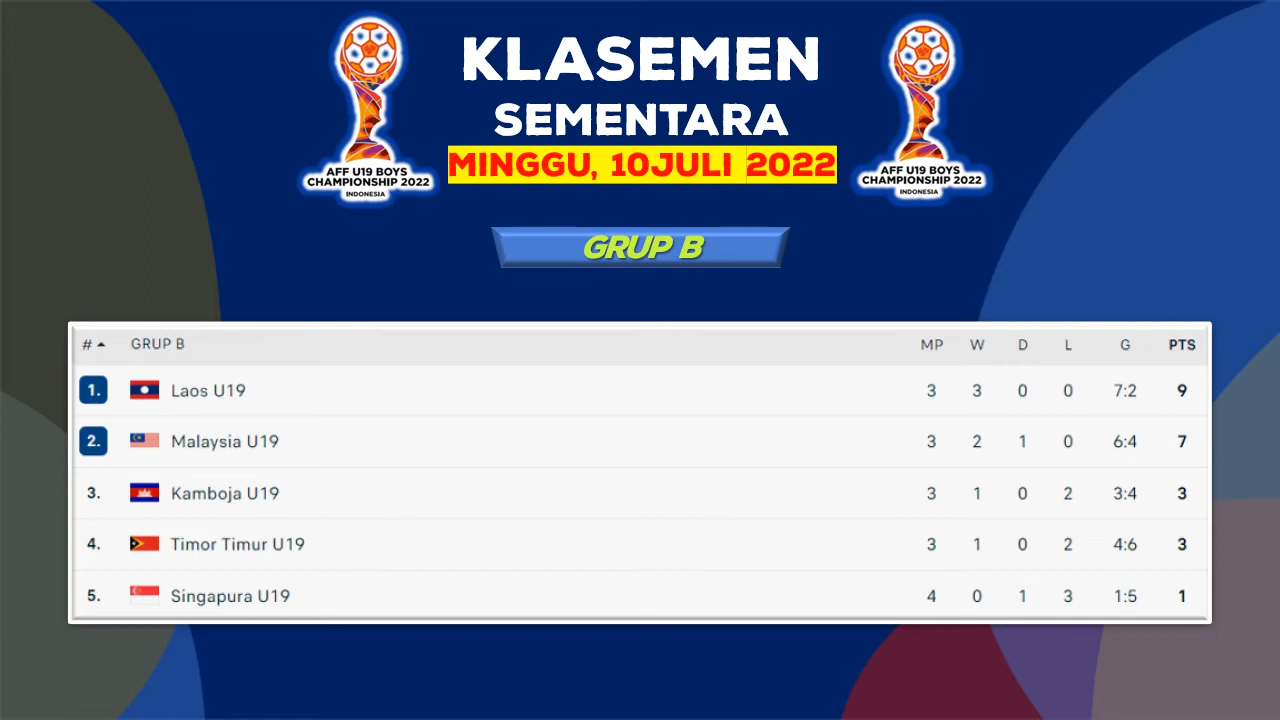 KLASEMEN
SEMENTARA
MINGGU, 10JULI 2022
AFF U19 BOYS
CHAMPIONSHIP 2022
INDONESIA
AFF U19 BOYS
CHAMPIONSHIP 2022
INDONESIA
GRUP B
# GRUP B MP W D L G PTS
1. Laos U19 3 3 0 0 7:2 9
2. Malaysia U19 3 2 1 0 6:4 7
3. Kamboja U19 3 1 0 2 3:4 3
4. Timor Timur U19 3 1 0 2 4:6 3
5. Singapura U19 4 0 1 3 1:5 1